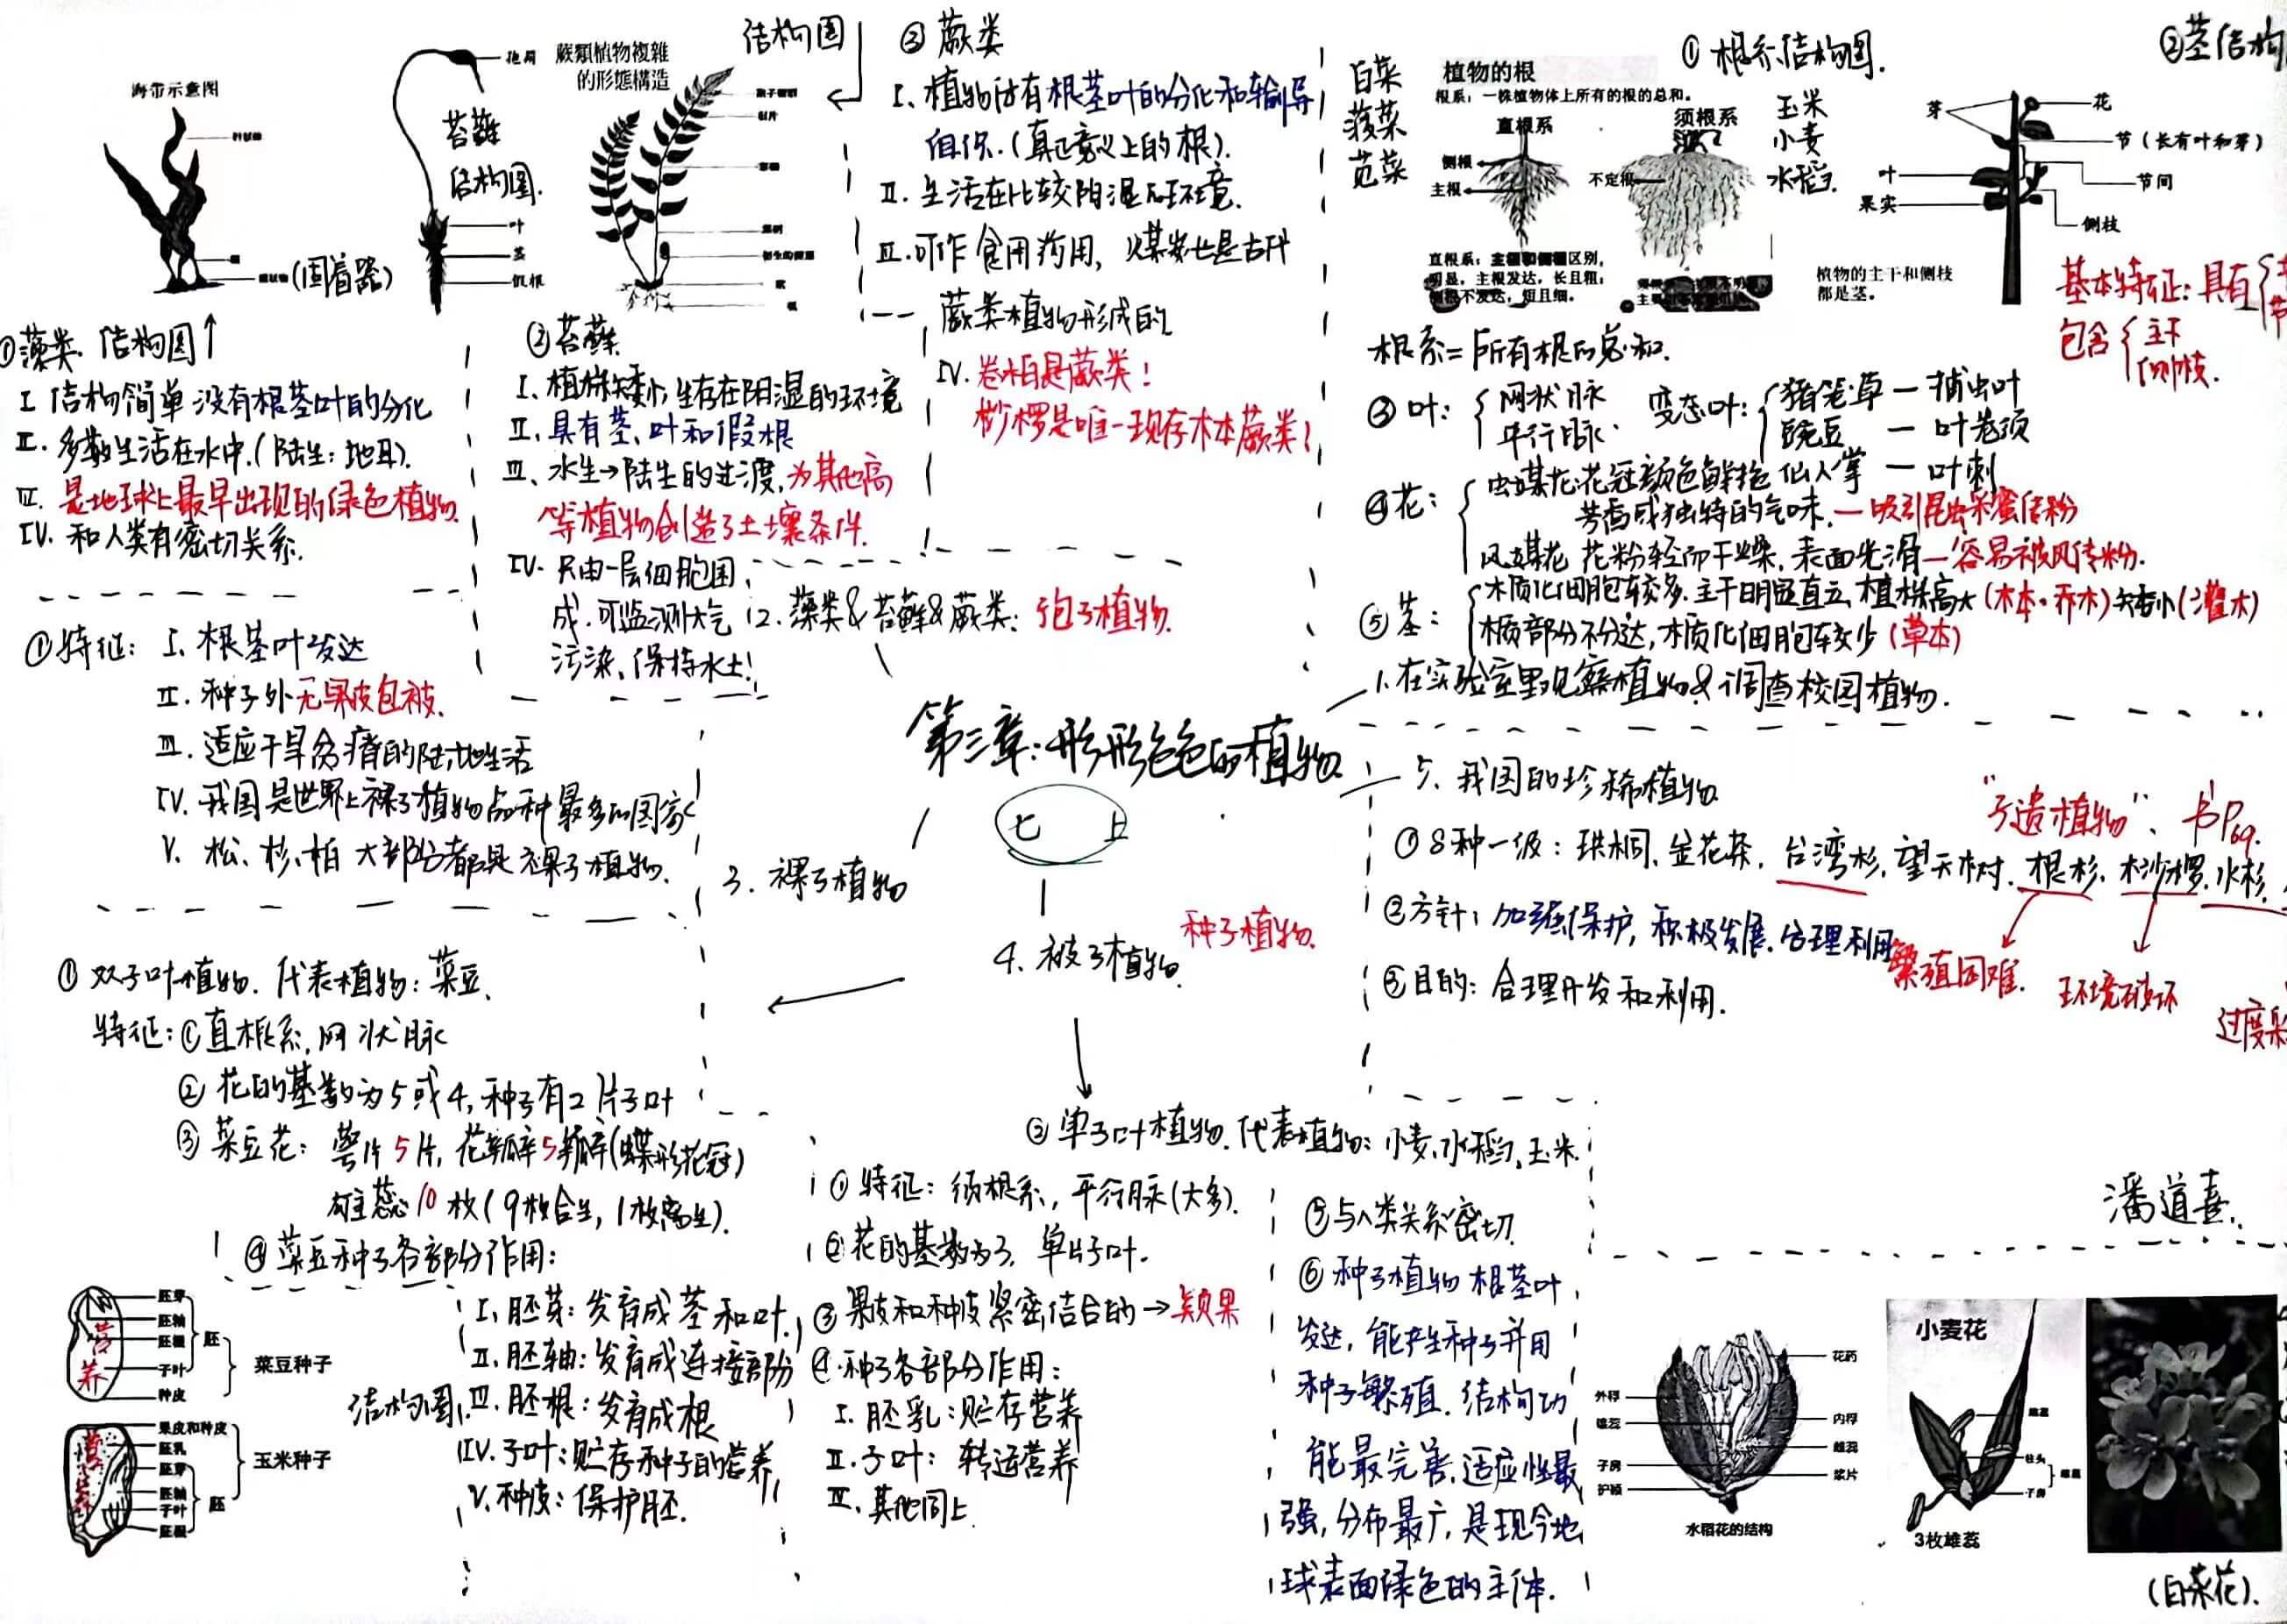 海带示意图
(固着器)
孢蒴
苔藓
结构图.
叶
茎
假根
蕨類植物複雜
的形態構造
结构图
①藻类. 结构图↑
I 结构简单没有根茎叶的分化
II. 多数生活在水中.(陆生:地耳).
III. 是地球上最早出现的绿色植物.
IV. 和人类有密切关系.
②苔藓
I. 植株矮小,生存在阴湿的环境
II. 具有茎、叶和假根
III. 水生→陆生的过渡,为其他高
等植物创造了土壤条件.
IV. 只由一层细胞围
成,可监测大气
污染,保持水土!
③ 蕨类
I. 植物体有根茎叶的分化和输导
组织.(真正意义上的根).
II. 生活在比较阴湿的环境.
III. 可作食用药用, 煤炭也是古代
蕨类植物形成的
IV. 卷柏是蕨类!
桫椤是唯一现存木本蕨类!
2. 藻类&苔藓&蕨类: 孢子植物.
白菜
菠菜
苋菜
植物的根
根系:一株植物体上所有的根的总和。
直根系
须根系
侧根
主根
不定根
直根系:主根和侧根区别,
明显,主根发达,长且粗;
侧根不发达,短且细。
① 根系结构图.
玉米
小麦
水稻.
②茎结构
芽
花
节(长有叶和芽)
节间
叶
果实
侧枝
植物的主干和侧枝
都是茎。
基本特征: 具有
包含{主干
侧枝.
根系=所有根的总和.
③ 叶: {网状脉
平行脉.
变态叶: {猪笼草 — 捕虫叶
豌豆 — 叶卷须
仙人掌 — 叶刺
④花: {虫媒花:花冠颜色鲜艳
芳香或独特的气味.—吸引昆虫采蜜传粉
风媒花 花粉轻而干燥, 表面光滑—容易被风传粉.
⑤茎: {木质化细胞较多.主干明显直立,植株高大(木本·乔木)矮小(灌木)
木质部分不分达,木质化细胞较少(草本)
1. 在实验室里观察植物&调查校园植物.
第三章:形形色色的植物
七上
①特征: I. 根茎叶发达
II. 种子外无果皮包被.
III. 适应干旱贫瘠的陆地生活
IV. 我国是世界上裸子植物品种最多的国家
V. 松、杉、柏 大部分都是裸子植物.
3. 裸子植物
4. 被子植物.
种子植物.
5. 我国的珍稀植物
“孑遗植物”. 书P69.
①8种一级: 珙桐、金花茶, 台湾杉, 望天树. 银杉. 桫椤. 水杉.
②方针: 加强保护, 积极发展. 合理利用
繁殖困难.
环境破坏
过度采
③目的: 合理开发和利用.
① 双子叶植物. 代表植物: 菜豆.
特征:①直根系,网状脉
② 花的基数为5或4,种子有2片子叶
③ 菜豆花: 萼片5片, 花瓣5瓣(蝶形花冠)
雄蕊10枚(9枚合生,1枚离生).
④ 菜豆种子各部分作用:
I. 胚芽: 发育成茎和叶.
II. 胚轴: 发育成连接部分
III. 胚根: 发育成根
IV. 子叶: 贮存种子的营养
V. 种皮: 保护胚.
胚芽
胚轴
胚根
子叶
种皮
胚
菜豆种子
营养
结构图
果皮和种皮
胚乳
胚芽
胚轴
子叶
胚根
胚
玉米种子
② 单子叶植物. 代表植物: 小麦.水稻.玉米.
① 特征: 须根系, 平行脉(大多).
②花的基数为3, 单片子叶.
③ 果皮和种皮紧密结合的→颖果
④. 种子各部分作用:
I. 胚乳: 贮存营养
II. 子叶: 转运营养
III. 其他同上.
⑤与人类关系密切.
⑥ 种子植物 根茎叶
发达, 能产生种子并用
种子繁殖. 结构功
能最完善,适应性最
强,分布最广,是现今地
球表面绿色的主体.
潘道熹.
花药
外稃
雄蕊
内稃
雌蕊
子房
浆片
护颖
水稻花的结构
小麦花
柱头
子房
3枚雄蕊
(白菜花).